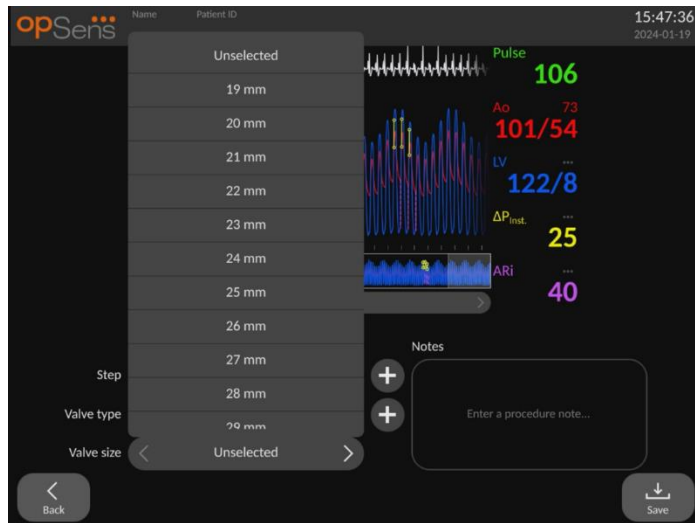 opSens
Name
Patient ID
15:47:36
2024-01-19
Unselected
19 mm
20 mm
21 mm
22 mm
23 mm
24 mm
25 mm
26 mm
27 mm
28 mm
29 mm
Pulse
106
Ao 73
101/54
LV ---
122/8
ΔPInst. ---
25
ARi ---
40
Step
Valve type
Valve size
Unselected
Notes
Enter a procedure note...
Back
Save